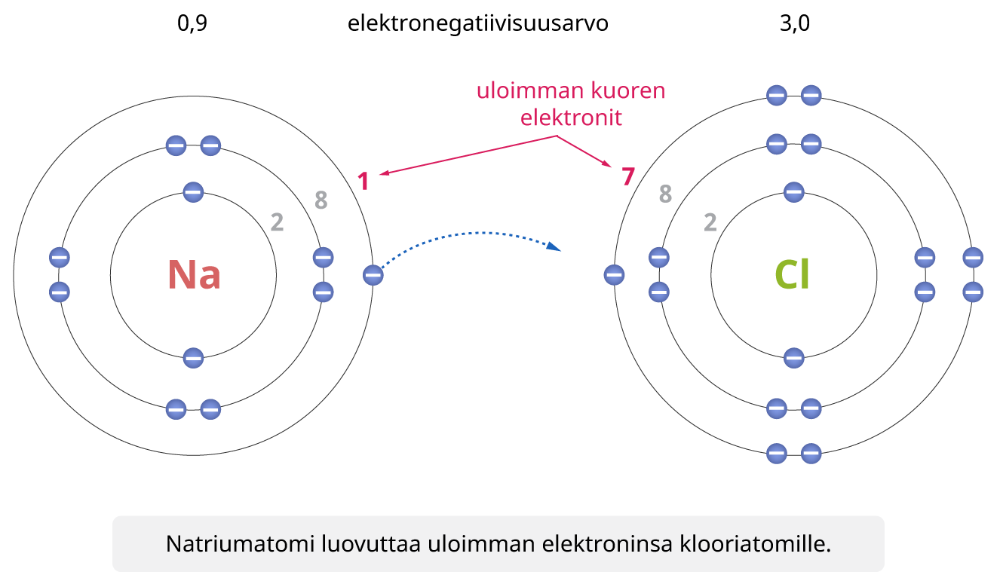 0,9 elektronegatiivisuusarvo 3,0
uloimman kuoren
elektronit
1 7
8 8
2 2
Na Cl
Natriumatomi luovuttaa uloimman elektroninsa klooriatomille.